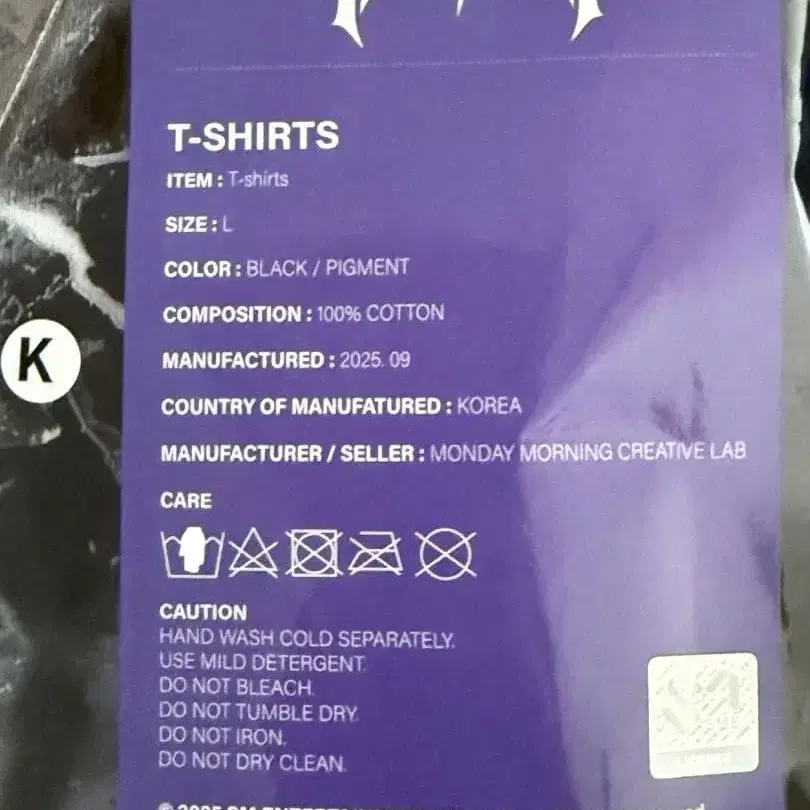 T-SHIRTS
ITEM : T-shirts
SIZE : L
COLOR : BLACK / PIGMENT
COMPOSITION : 100% COTTON
MANUFACTURED : 2025. 09
K
COUNTRY OF MANUFATURED : KOREA
MANUFACTURER / SELLER : MONDAY MORNING CREATIVE LAB
CARE
CAUTION
HAND WASH COLD SEPARATELY.
USE MILD DETERGENT.
DO NOT BLEACH.
DO NOT TUMBLE DRY.
DO NOT IRON.
DO NOT DRY CLEAN.